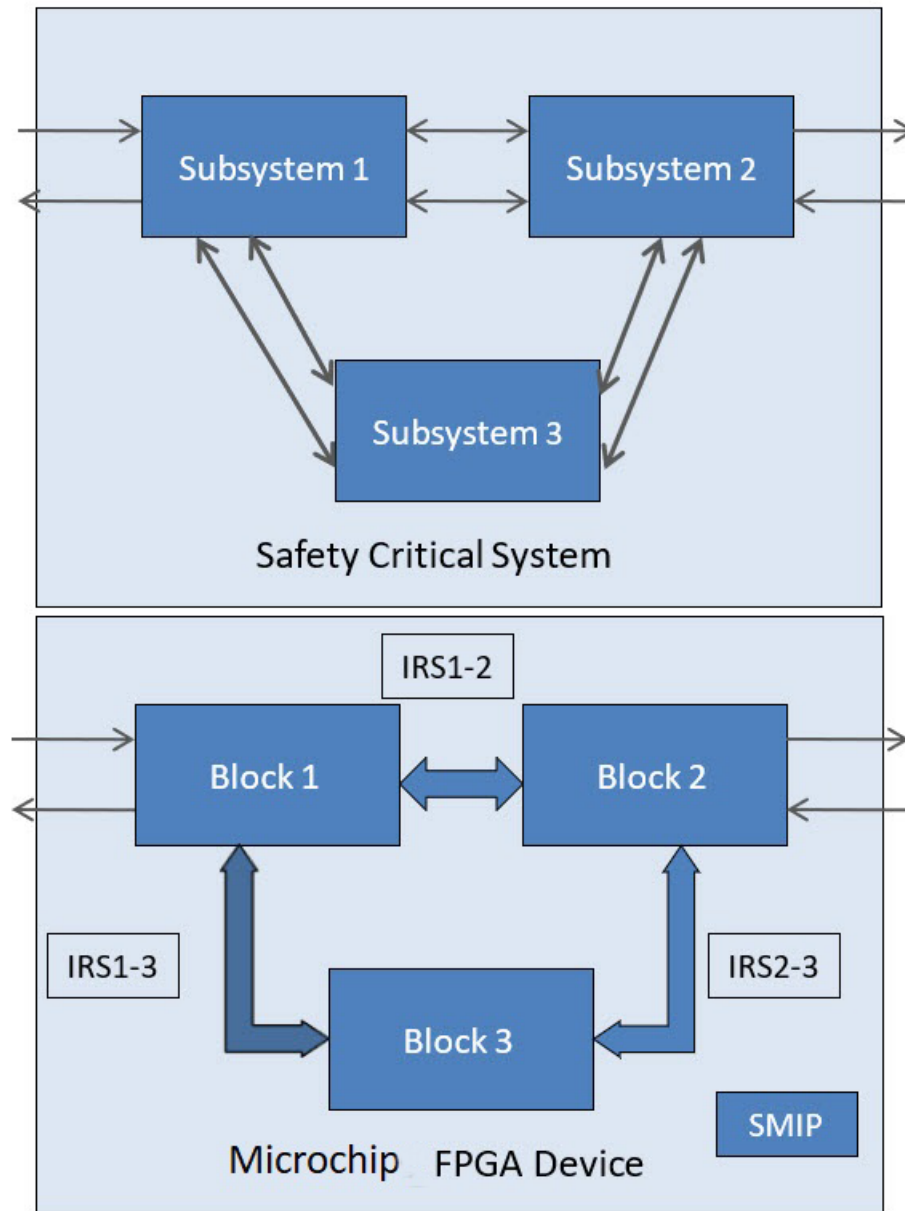 Subsystem 1
Subsystem 2
Subsystem 3
Safety Critical System
IRS1-2
Block 1
Block 2
IRS1-3
IRS2-3
Block 3
SMIP
Microchip FPGA Device